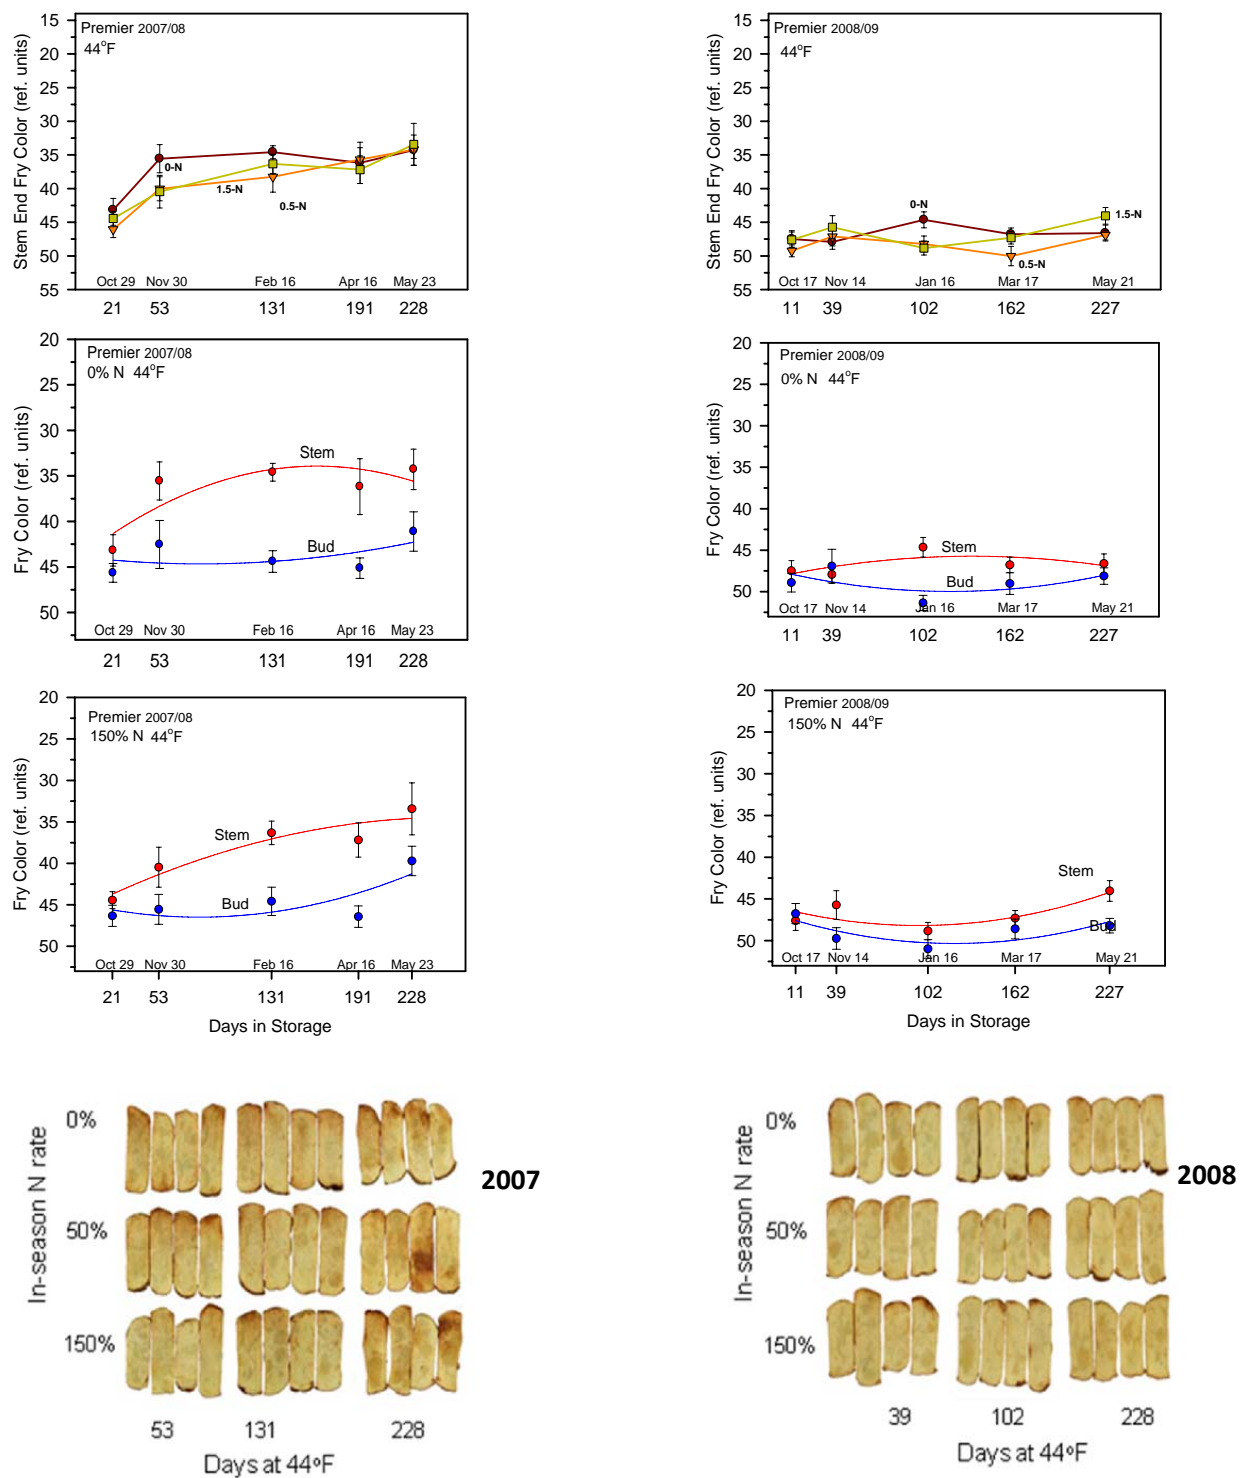 Premier 2007/08
44°F
Stem End Fry Color (ref. units)
15
20
25
30
35
40
45
50
55
0-N
1.5-N
0.5-N
Oct 29 Nov 30 Feb 16 Apr 16 May 23
21 53 131 191 228
Premier 2008/09
44°F
Stem End Fry Color (ref. units)
15
20
25
30
35
40
45
50
55
0-N
1.5-N
0.5-N
Oct 17 Nov 14 Jan 16 Mar 17 May 21
11 39 102 162 227
Premier 2007/08
0% N 44°F
Fry Color (ref. units)
20
25
30
35
40
45
50
Stem
Bud
Oct 29 Nov 30 Feb 16 Apr 16 May 23
21 53 131 191 228
Premier 2008/09
0% N 44°F
Fry Color (ref. units)
20
25
30
35
40
45
50
Stem
Bud
Oct 17 Nov 14 Jan 16 Mar 17 May 21
11 39 102 162 227
Premier 2007/08
150% N 44°F
Fry Color (ref. units)
20
25
30
35
40
45
50
Stem
Bud
Oct 29 Nov 30 Feb 16 Apr 16 May 23
21 53 131 191 228
Days in Storage
Premier 2008/09
150% N 44°F
Fry Color (ref. units)
20
25
30
35
40
45
50
Stem
Bud
Oct 17 Nov 14 Jan 16 Mar 17 May 21
11 39 102 162 227
Days in Storage
In-season N rate
0%
50%
150%
2007
53 131 228
Days at 44°F
In-season N rate
0%
50%
150%
2008
39 102 228
Days at 44°F